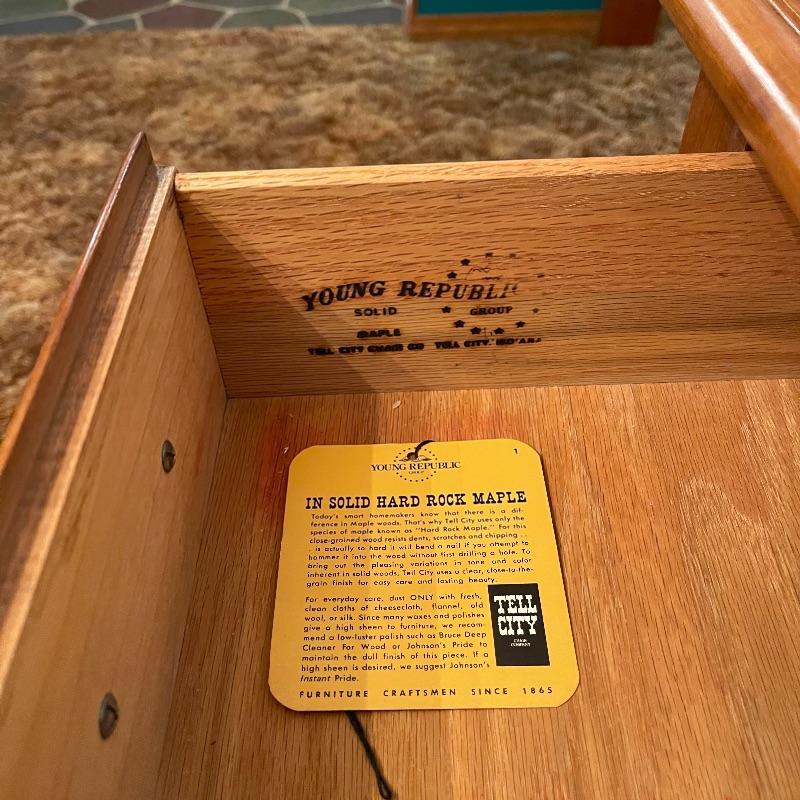 YOUNG REPUBLIC
SOLID GROUP
MAPLE
TELL CITY CHAIR CO TELL CITY, INDIANA
YOUNG REPUBLIC 1
GROUP
IN SOLID HARD ROCK MAPLE
Today's smart homemakers know that there is a dif-
ference in Maple woods. That's why Tell City uses only the
species of maple known as "Hard Rock Maple." For this
close-grained wood resists dents, scratches and chipping . . .
. is actually so hard it will bend a nail if you attempt to
hammer it into the wood without first drilling a hole. To
bring out the pleasing variations in tone and color
inherent in solid woods, Tell City uses a clear, close-to-the-
grain finish for easy care and lasting beauty.
For everyday care, dust ONLY with fresh,
clean cloths of cheesecloth, flannel, old
wool, or silk. Since many waxes and polishes
give a high sheen to furniture, we recom-
mend a low-luster polish such as Bruce Deep
Cleaner For Wood or Johnson's Pride to
maintain the dull finish of this piece. If a
high sheen is desired, we suggest Johnson's
Instant Pride.
TELL
CITY
CHAIR
COMPANY
FURNITURE CRAFTSMEN SINCE 1865